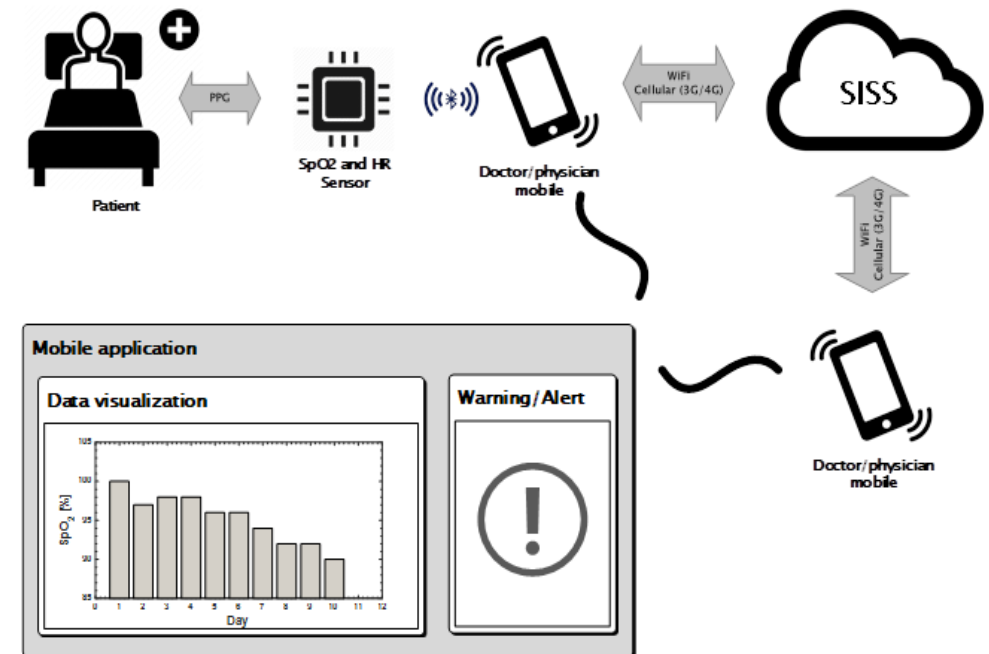 PPG
WiFi
Cellular (3G/4G)
SISS
SpO2 and HR
Sensor
Doctor/physician
mobile
Patient
WiFi
Cellular (3G/4G)
Mobile application
Data visualization
Warning/Alert
105
100
95
90
85
SpO2 [%]
0 1 2 3 4 5 6 7 8 9 10 11 12
Day
!
Doctor/physician
mobile